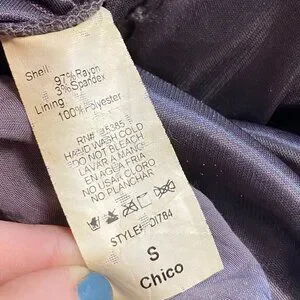 Shell:
97% Rayon
3% Spandex
Lining
100% Polyester
HAND WASH COLD
DO NOT BLEACH
LAVAR A MANO
EN AGUA FRIA
NO USAR CLORO
NO PLANCHAR
S
Chico